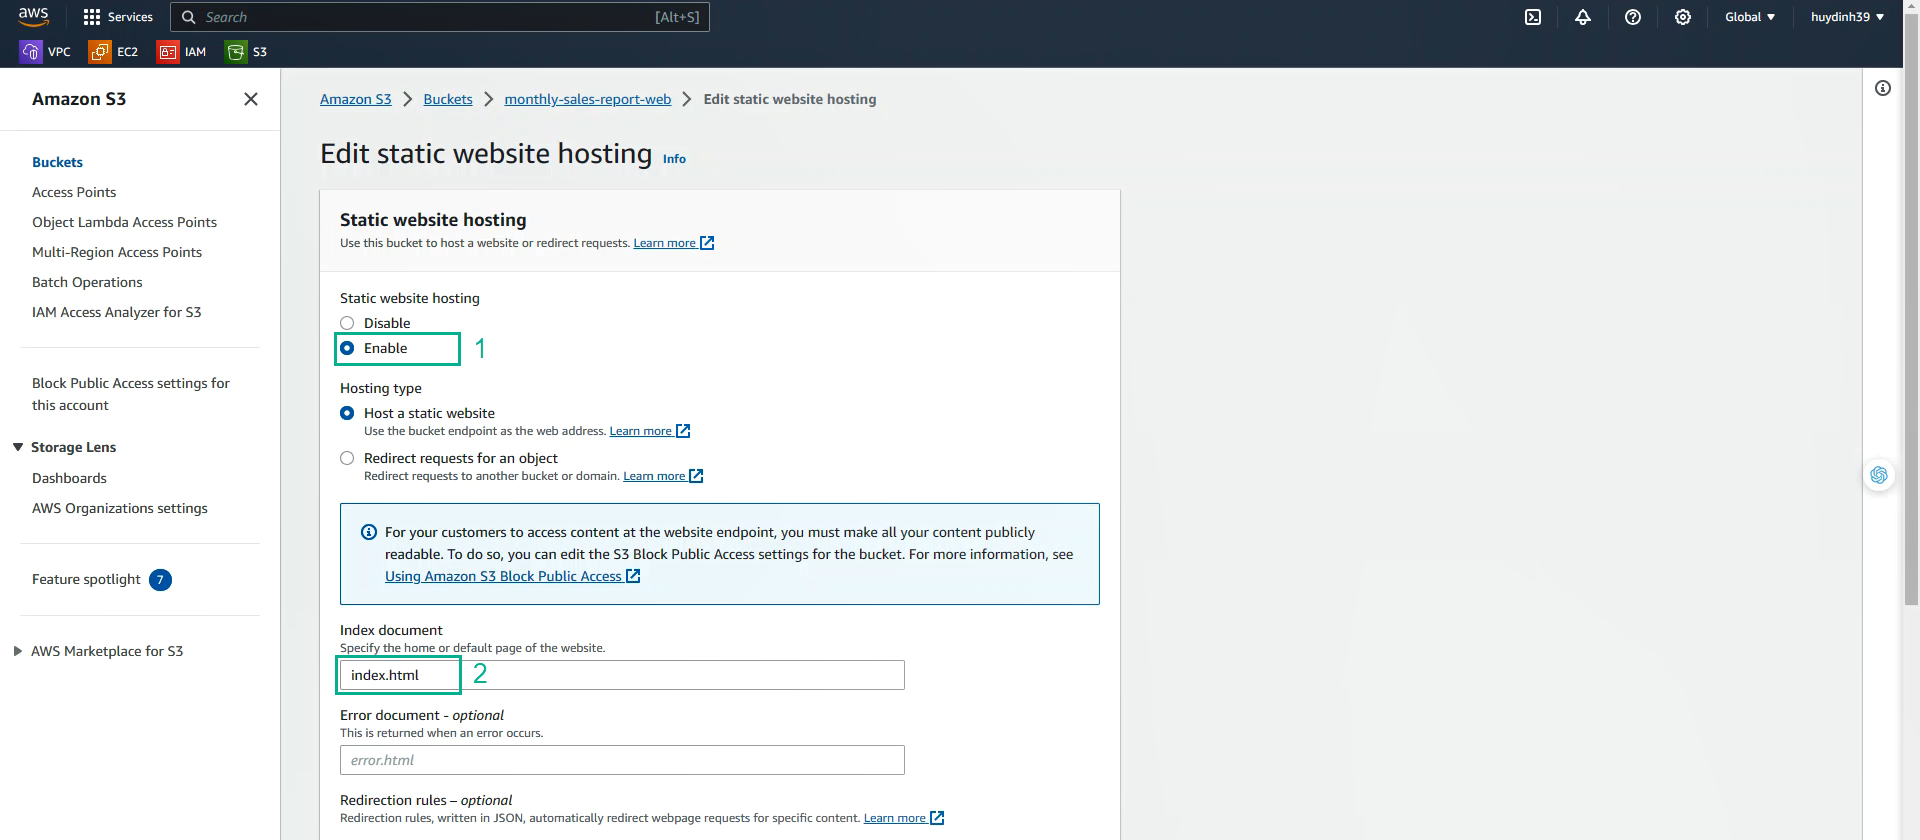 aws
Services
Search
[Alt+S]
Global
huydinh39
VPC
EC2
IAM
S3
Amazon S3
Buckets
Access Points
Object Lambda Access Points
Multi-Region Access Points
Batch Operations
IAM Access Analyzer for S3
Block Public Access settings for
this account
Storage Lens
Dashboards
AWS Organizations settings
Feature spotlight 7
AWS Marketplace for S3
Amazon S3 > Buckets > monthly-sales-report-web > Edit static website hosting
Edit static website hosting Info
Static website hosting
Use this bucket to host a website or redirect requests. Learn more
Static website hosting
Disable
Enable 1
Hosting type
Host a static website
Use the bucket endpoint as the web address. Learn more
Redirect requests for an object
Redirect requests to another bucket or domain. Learn more
For your customers to access content at the website endpoint, you must make all your content publicly
readable. To do so, you can edit the S3 Block Public Access settings for the bucket. For more information, see
Using Amazon S3 Block Public Access
Index document
Specify the home or default page of the website.
index.html 2
Error document - optional
This is returned when an error occurs.
error.html
Redirection rules – optional
Redirection rules, written in JSON, automatically redirect webpage requests for specific content. Learn more